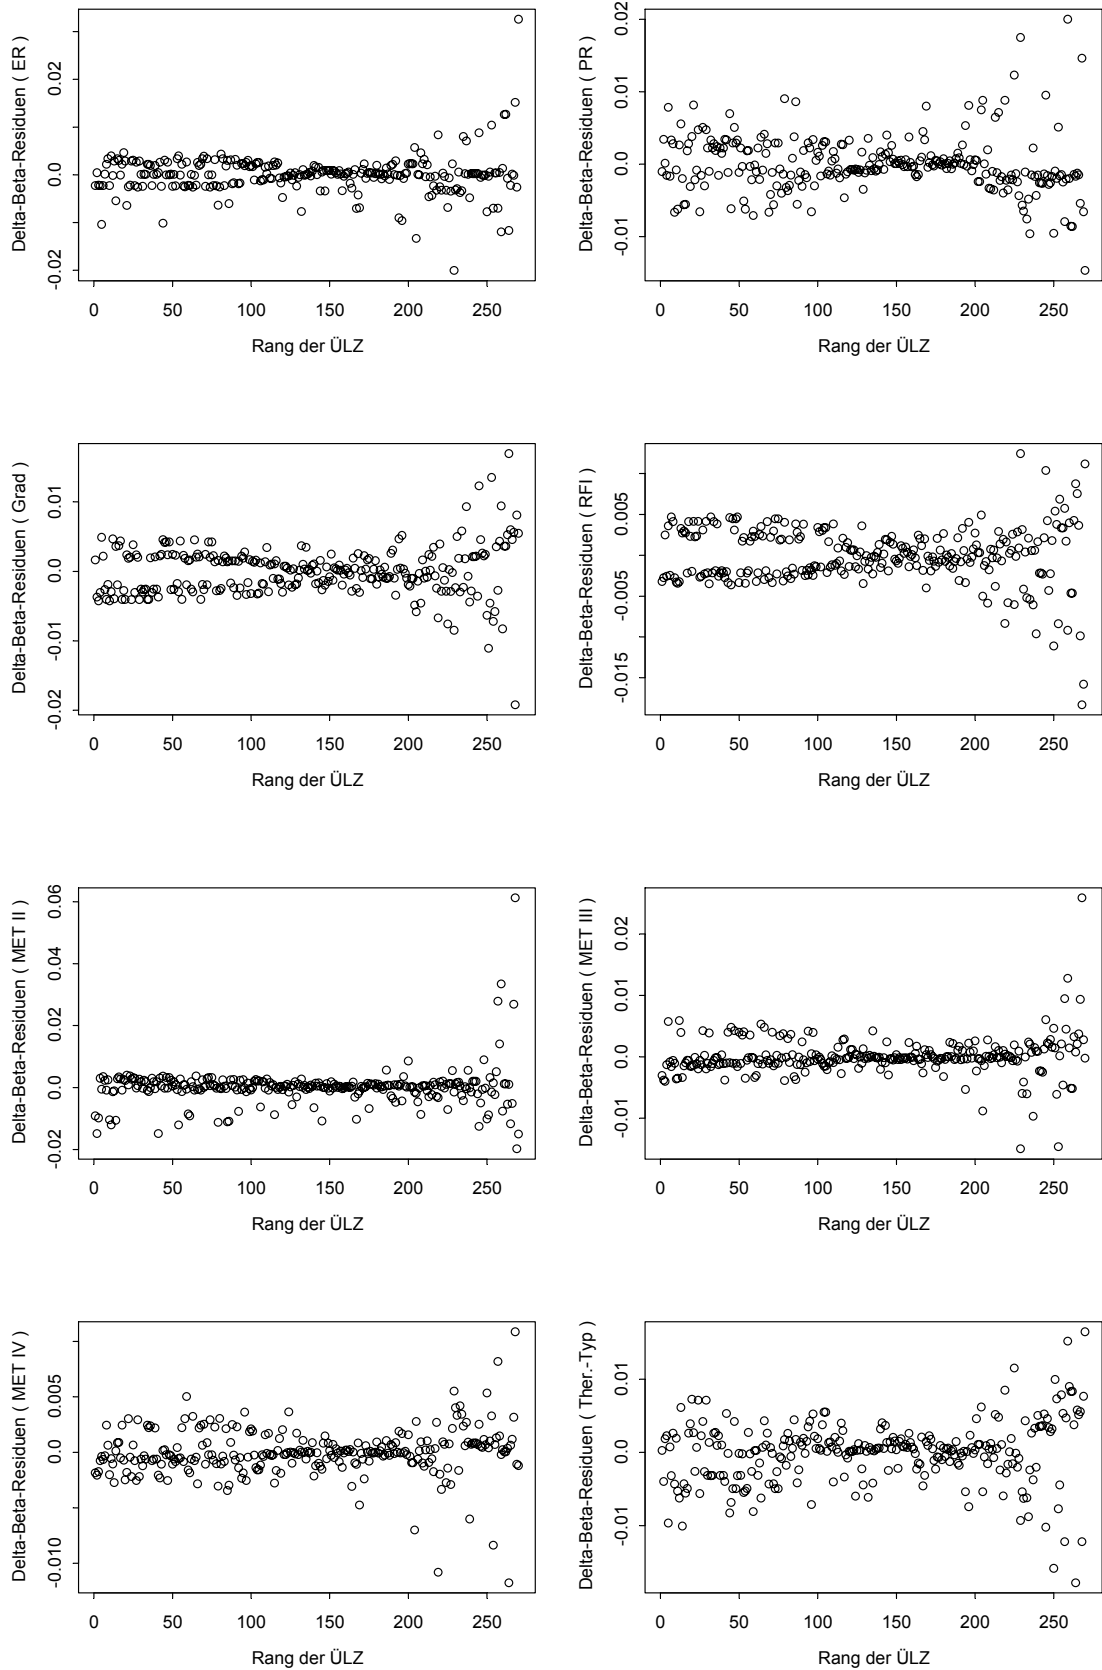 Delta-Beta-Residuen ( ER )
0.02
0.0
-0.02
0 50 100 150 200 250
Rang der ÜLZ
Delta-Beta-Residuen ( PR )
0.02
0.01
0.0
-0.01
0 50 100 150 200 250
Rang der ÜLZ
Delta-Beta-Residuen ( Grad )
0.01
0.0
-0.01
-0.02
0 50 100 150 200 250
Rang der ÜLZ
Delta-Beta-Residuen ( RFI )
0.005
-0.005
-0.015
0 50 100 150 200 250
Rang der ÜLZ
Delta-Beta-Residuen ( MET II )
0.06
0.04
0.02
0.0
-0.02
0 50 100 150 200 250
Rang der ÜLZ
Delta-Beta-Residuen ( MET III )
0.02
0.01
0.0
-0.01
0 50 100 150 200 250
Rang der ÜLZ
Delta-Beta-Residuen ( MET IV )
0.005
0.0
-0.010
0 50 100 150 200 250
Rang der ÜLZ
Delta-Beta-Residuen ( Ther.-Typ )
0.01
0.0
-0.01
0 50 100 150 200 250
Rang der ÜLZ